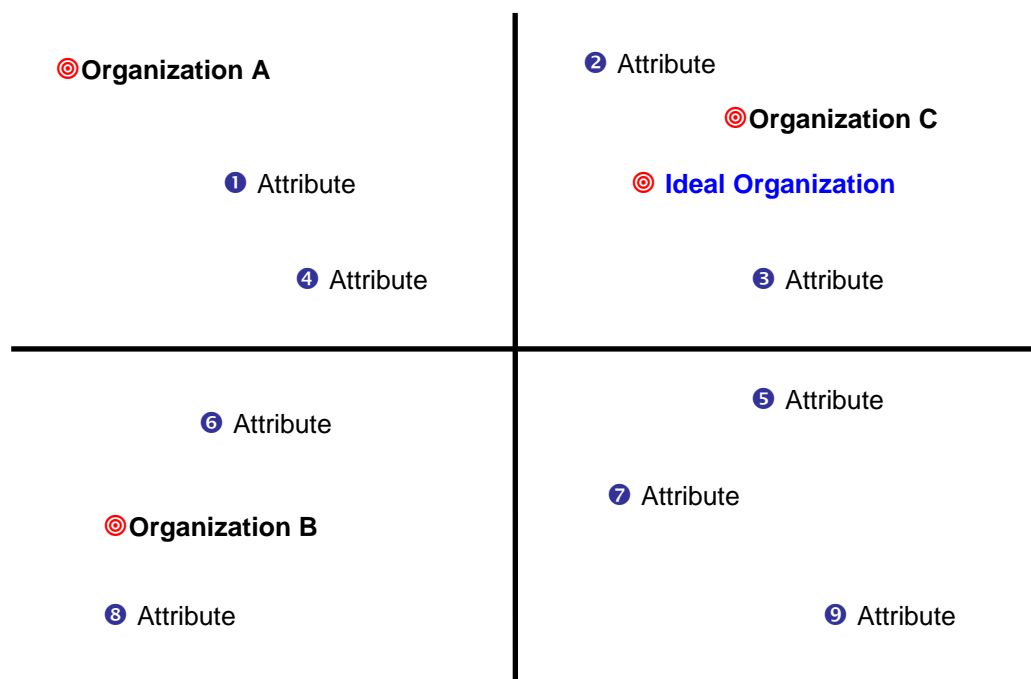 Organization A
❷ Attribute
Organization C
❶ Attribute
Ideal Organization
❹ Attribute
❸ Attribute
❺ Attribute
❻ Attribute
❼ Attribute
Organization B
❽ Attribute
❾ Attribute